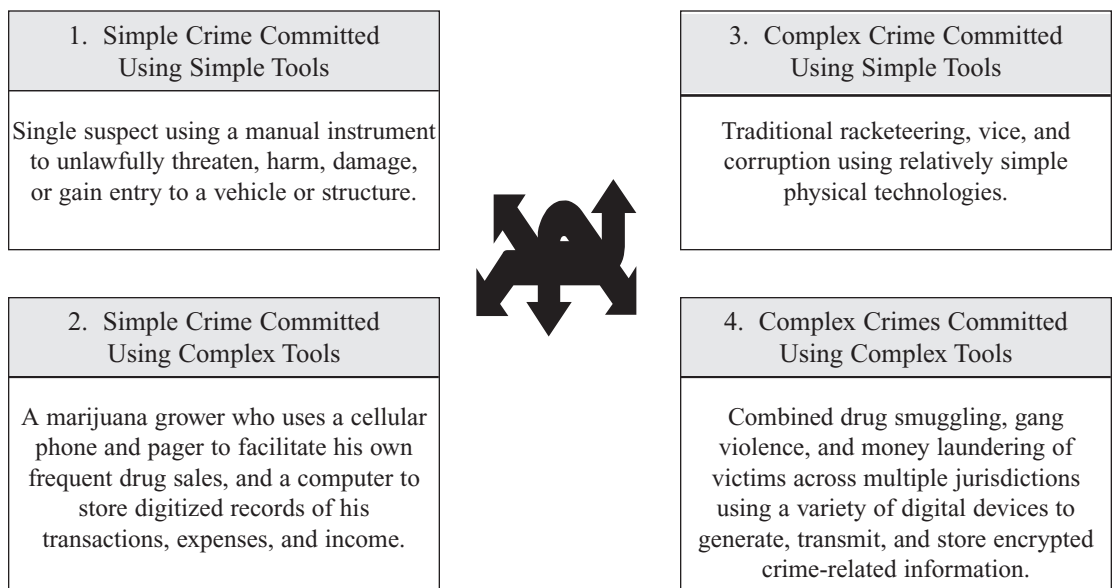 1. Simple Crime Committed
Using Simple Tools
Single suspect using a manual instrument
to unlawfully threaten, harm, damage,
or gain entry to a vehicle or structure.
2. Simple Crime Committed
Using Complex Tools
A marijuana grower who uses a cellular
phone and pager to facilitate his own
frequent drug sales, and a computer to
store digitized records of his
transactions, expenses, and income.
3. Complex Crime Committed
Using Simple Tools
Traditional racketeering, vice, and
corruption using relatively simple
physical technologies.
4. Complex Crimes Committed
Using Complex Tools
Combined drug smuggling, gang
violence, and money laundering of
victims across multiple jurisdictions
using a variety of digital devices to
generate, transmit, and store encrypted
crime-related information.